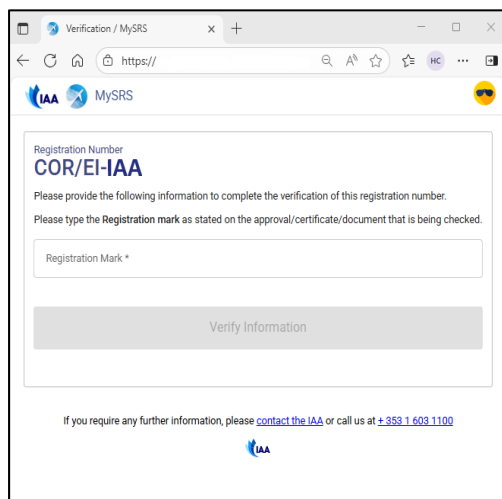 Verification / MySRS
https://
HC
IAA MySRS
Registration Number
COR/EI-IAA
Please provide the following information to complete the verification of this registration number.
Please type the Registration mark as stated on the approval/certificate/document that is being checked.
Registration Mark *
Verify Information
If you require any further information, please contact the IAA or call us at + 353 1 603 1100
IAA